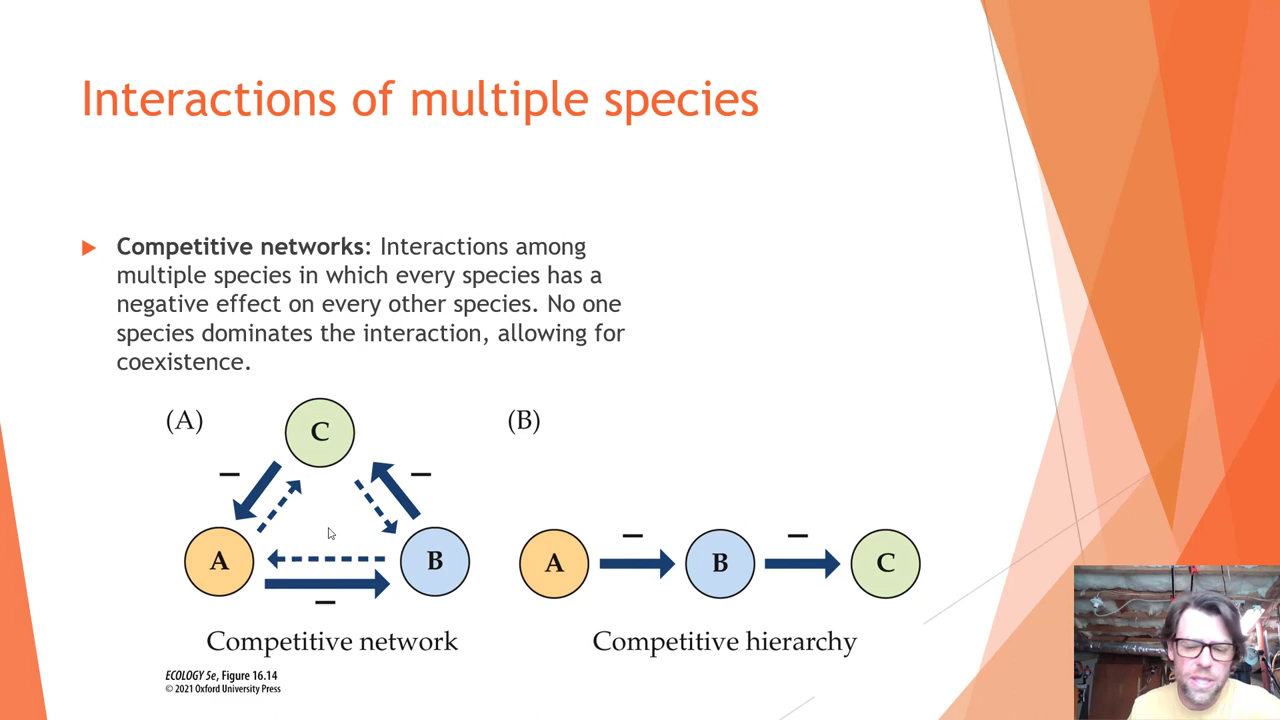 Interactions of multiple species
Competitive networks: Interactions among
multiple species in which every species has a
negative effect on every other species. No one
species dominates the interaction, allowing for
coexistence.
(A)
C
–
–
A
B
–
Competitive network
(B)
A
–
B
–
C
Competitive hierarchy
ECOLOGY 5e, Figure 16.14
© 2021 Oxford University Press